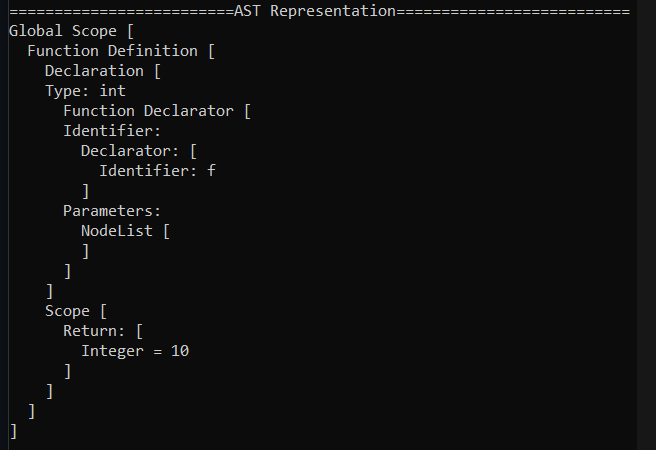 =========================AST Representation==========================
Global Scope [
  Function Definition [
    Declaration [
    Type: int
      Function Declarator [
      Identifier:
        Declarator: [
          Identifier: f
        ]
      Parameters:
        NodeList [
        ]
      ]
    ]
    Scope [
      Return: [
        Integer = 10
      ]
    ]
  ]
]